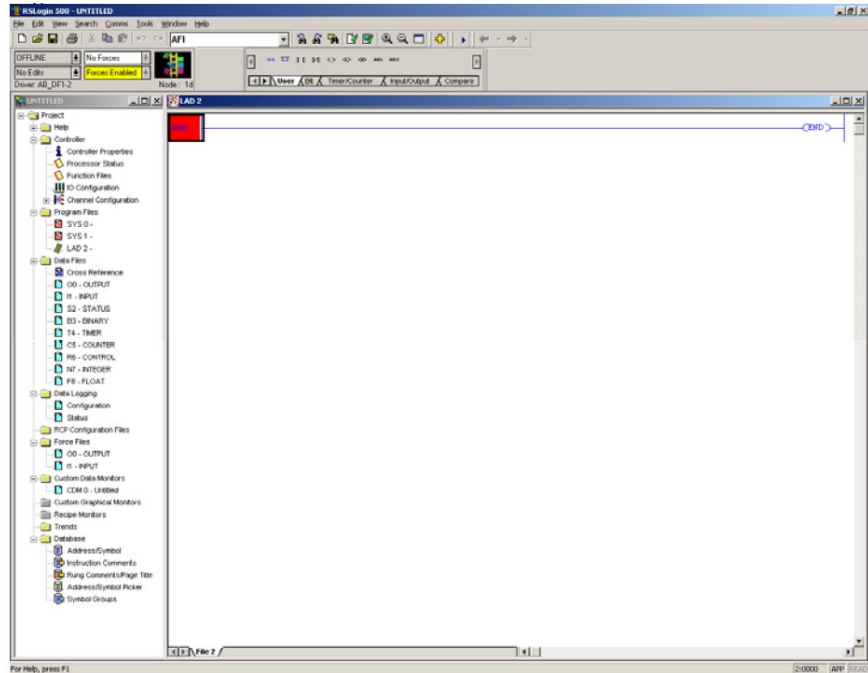 RSLogix 500 - UNTITLED
File Edit View Search Comms Tools Window Help
AFI
OFFLINE No Forces
No Edits Forces Enabled
Driver: AB_DF1-2 Node : 1d
User Bit Timer/Counter Input/Output Compare
UNTITLED
LAD 2
Project
Help
Controller
Controller Properties
Processor Status
Function Files
IO Configuration
Channel Configuration
Program Files
SYS 0 -
SYS 1 -
LAD 2 -
Data Files
Cross Reference
O0 - OUTPUT
I1 - INPUT
S2 - STATUS
B3 - BINARY
T4 - TIMER
C5 - COUNTER
R6 - CONTROL
N7 - INTEGER
F8 - FLOAT
Data Logging
Configuration
Status
RCP Configuration Files
Force Files
O0 - OUTPUT
I1 - INPUT
Custom Data Monitors
CDM 0 - Untitled
Custom Graphical Monitors
Recipe Monitors
Trends
Database
Address/Symbol
Instruction Comments
Rung Comments/Page Title
Address/Symbol Picker
Symbol Groups
END
File 2
For Help, press F1
2:0000 APP READ